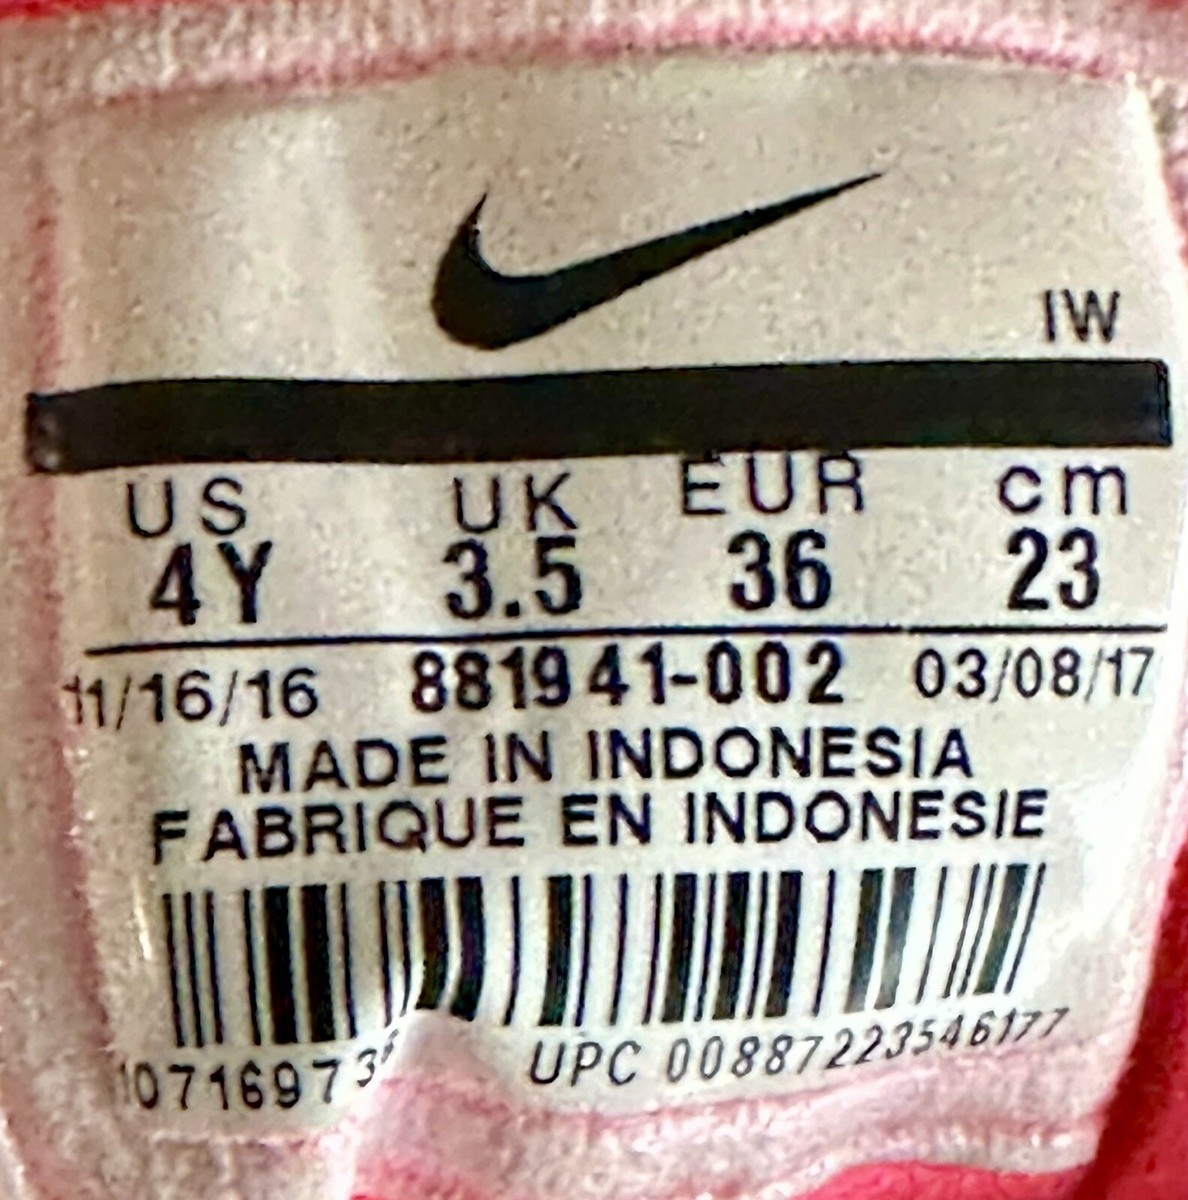 IW
US UK EUR cm
4Y 3.5 36 23
11/16/16 881941-002 03/08/17
MADE IN INDONESIA
FABRIQUE EN INDONESIE
UPC 00887223546177